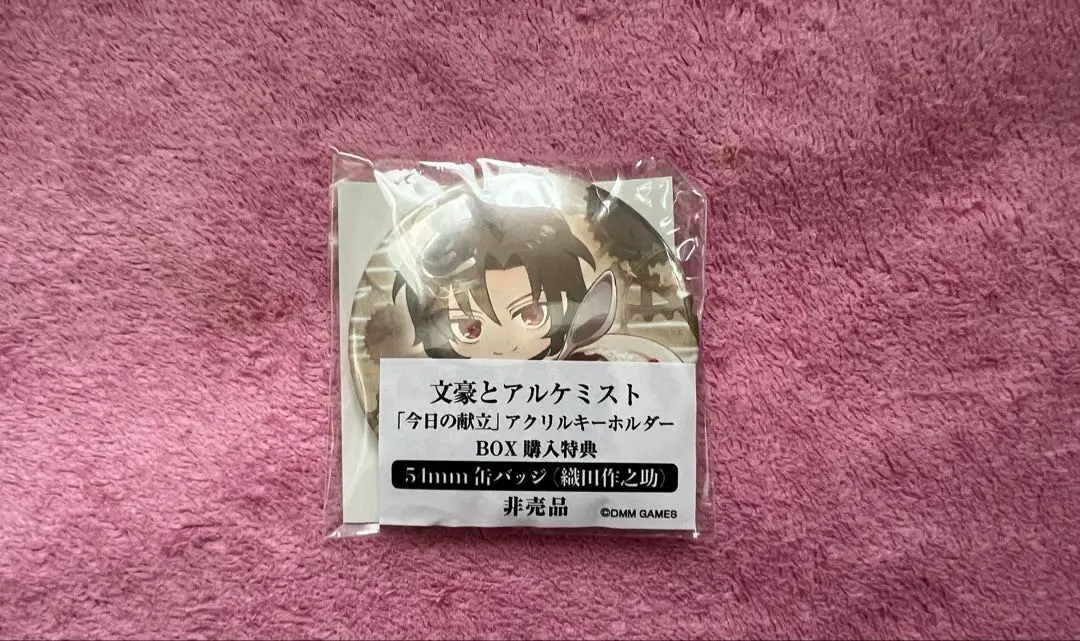 文豪とアルケミスト
「今日の献立」アクリルキーホルダー
BOX 購入特典
54mm 缶バッジ（織田作之助）
非売品
©DMM GAMES